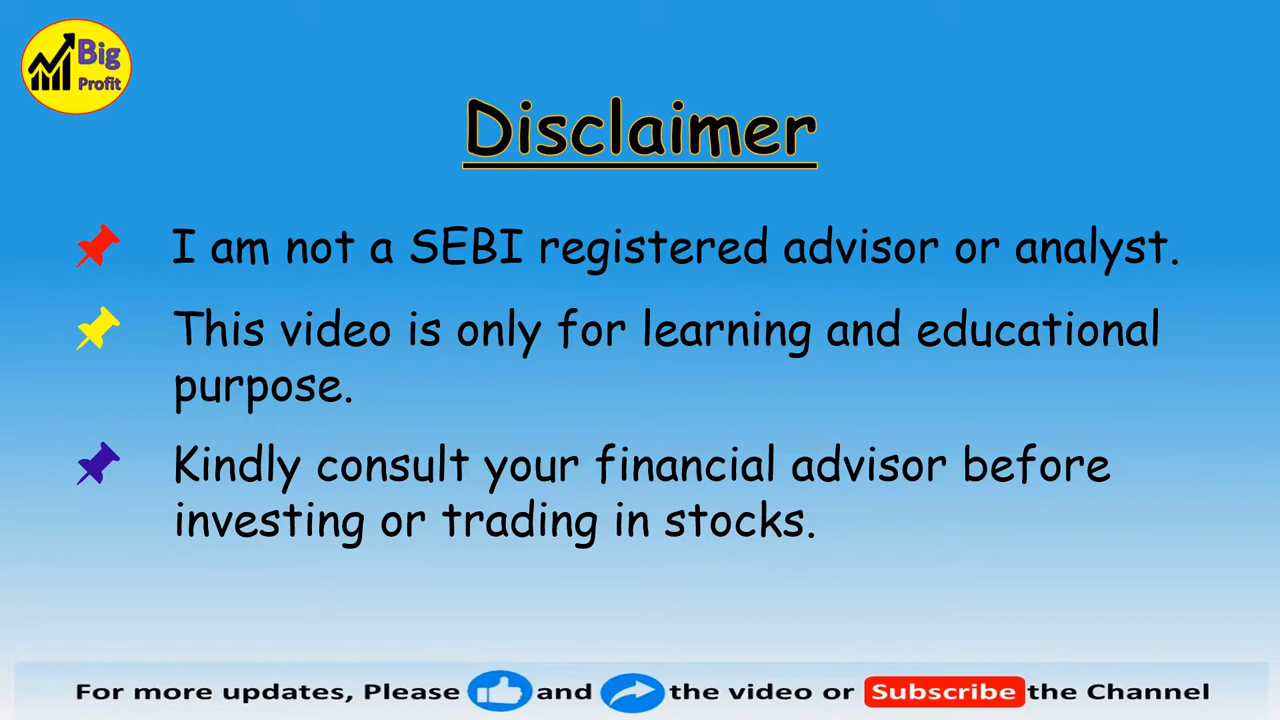 Big
Profit
Disclaimer
I am not a SEBI registered advisor or analyst.
This video is only for learning and educational
purpose.
Kindly consult your financial advisor before
investing or trading in stocks.
For more updates, Please and the video or Subscribe the Channel